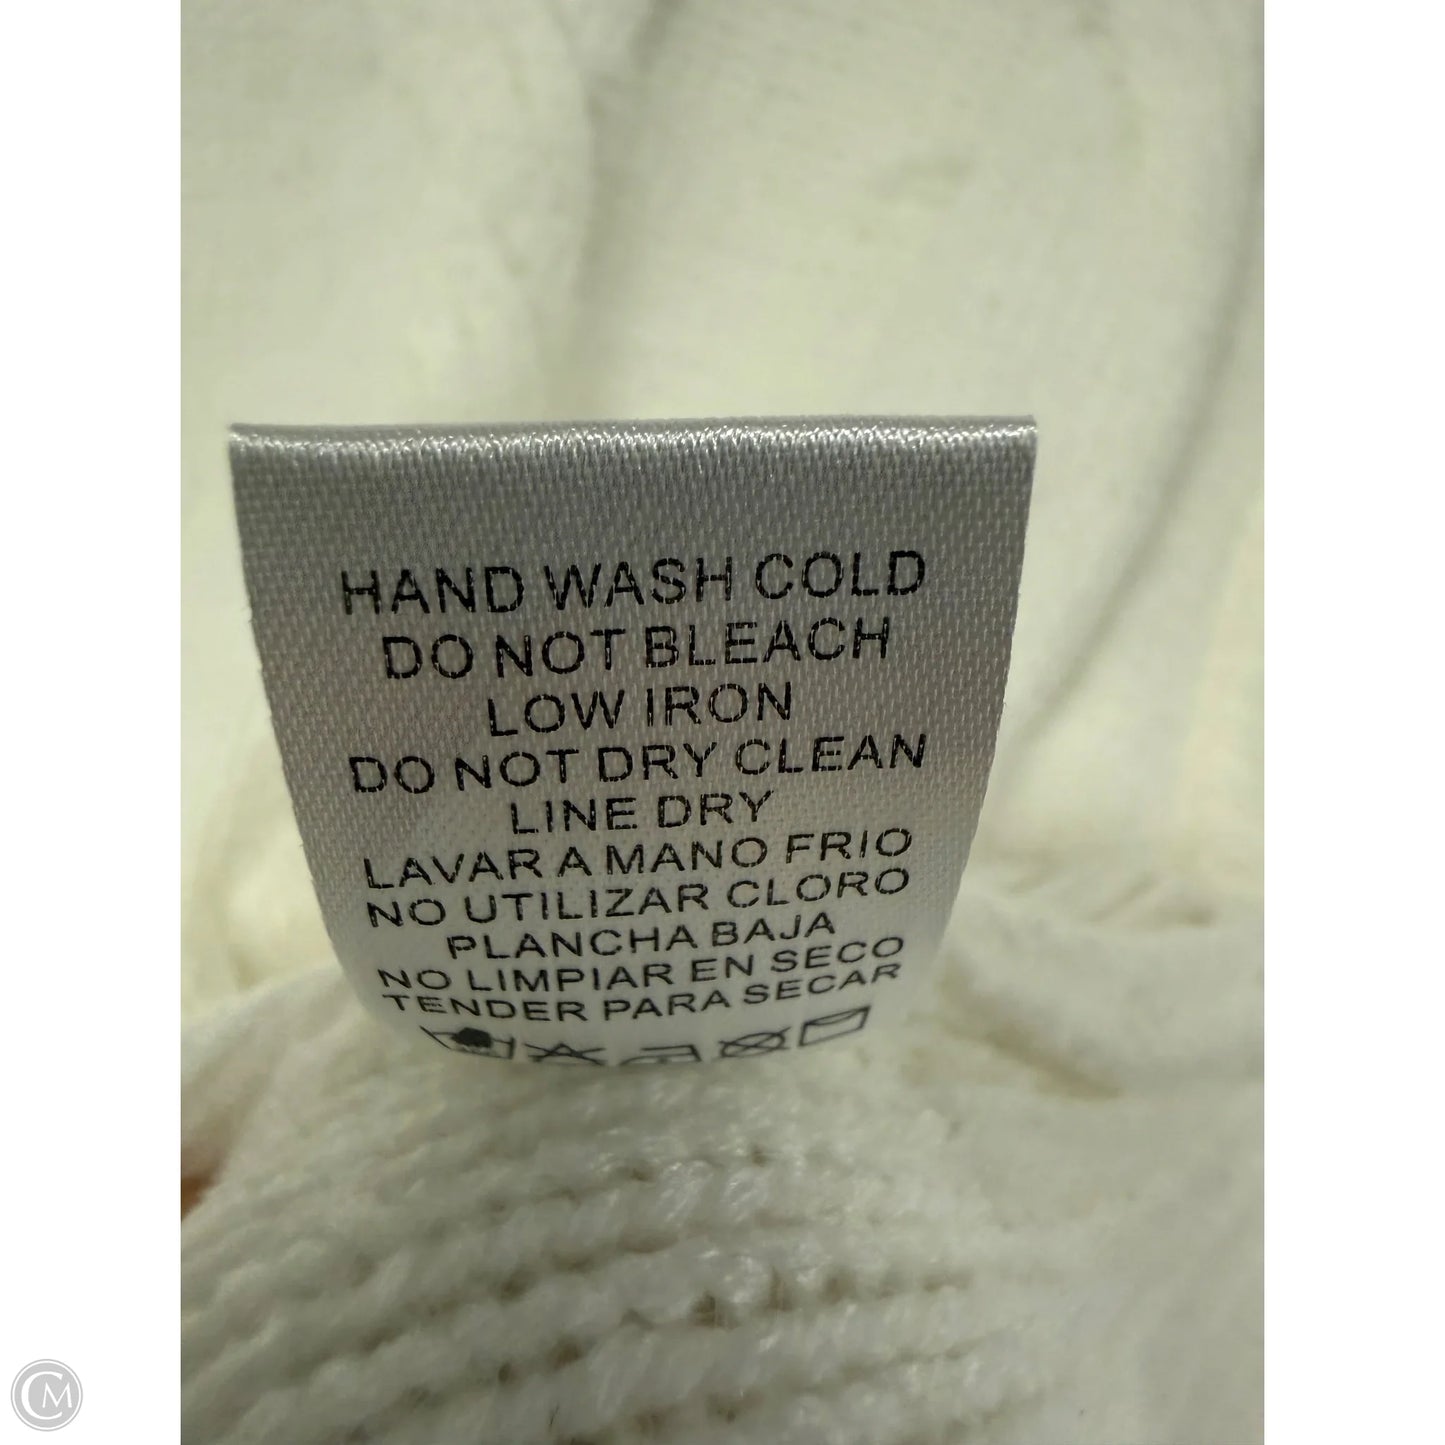 HAND WASH COLD
DO NOT BLEACH
LOW IRON
DO NOT DRY CLEAN
LINE DRY
LAVAR A MANO FRIO
NO UTILIZAR CLORO
PLANCHA BAJA
NO LIMPIAR EN SECO
TENDER PARA SECAR
CM